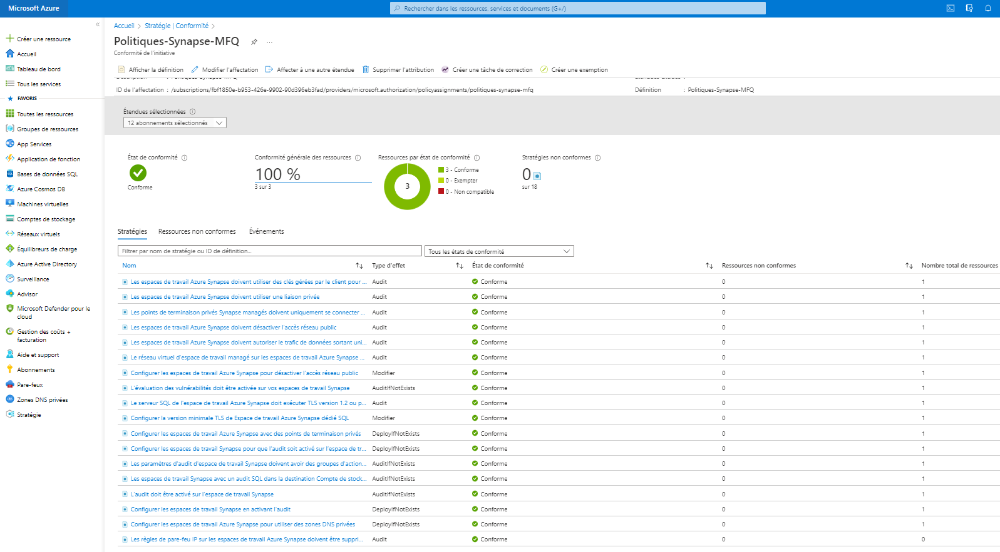 Microsoft Azure
Rechercher dans les ressources, services et documents (G+/)
«
Créer une ressource
Accueil
Tableau de bord
Tous les services
FAVORIS
Toutes les ressources
Groupes de ressources
App Services
Application de fonction
Bases de données SQL
Azure Cosmos DB
Machines virtuelles
Comptes de stockage
Réseaux virtuels
Équilibreurs de charge
Azure Active Directory
Surveillance
Advisor
Microsoft Defender pour le
cloud
Gestion des coûts +
facturation
Aide et support
Abonnements
Pare-feux
Zones DNS privées
Stratégie
Accueil > Stratégie | Conformité >
Politiques-Synapse-MFQ ...
Conformité de l'initiative
Afficher la définition Modifier l'affectation Affecter à une autre étendue Supprimer l'attribution Créer une tâche de correction Créer une exemption
Description : Politiques-Synapse-MFQ Étendues exclues :
ID de l'affectation : /subscriptions/fbf1850e-b953-426e-9902-90d396eb3fad/providers/microsoft.authorization/policyassignments/politiques-synapse-mfq Définition : Politiques-Synapse-MFQ
Étendues sélectionnées
12 abonnements sélectionnés
État de conformité
Conforme
Conformité générale des ressources
100 %
3 sur 3
Ressources par état de conformité
3
3 - Conforme
0 - Exempter
0 - Non compatible
Stratégies non conformes
0
sur 18
Stratégies Ressources non conformes Événements
Filtrer par nom de stratégie ou ID de définition... Tous les états de conformité
Nom Type d'effet État de conformité Ressources non conformes Nombre total de ressources
Les espaces de travail Azure Synapse doivent utiliser des clés gérées par le client pour ... Audit Conforme 0 1
Les espaces de travail Azure Synapse doivent utiliser une liaison privée Audit Conforme 0 1
Les points de terminaison privés Synapse managés doivent uniquement se connecter ... Audit Conforme 0 1
Les espaces de travail Azure Synapse doivent désactiver l'accès réseau public Audit Conforme 0 1
Les espaces de travail Azure Synapse doivent autoriser le trafic de données sortant uni... Audit Conforme 0 1
Le réseau virtuel d'espace de travail managé sur les espaces de travail Azure Synapse ... Audit Conforme 0 1
Configurer les espaces de travail Azure Synapse pour désactiver l'accès réseau public Modifier Conforme 0 1
L'évaluation des vulnérabilités doit être activée sur vos espaces de travail Synapse AuditIfNotExists Conforme 0 1
Le serveur SQL de l'espace de travail Azure Synapse doit exécuter TLS version 1.2 ou p... Audit Conforme 0 1
Configurer la version minimale TLS de Espace de travail Azure Synapse dédié SQL Modifier Conforme 0 1
Configurer les espaces de travail Azure Synapse avec des points de terminaison privés DeployIfNotExists Conforme 0 1
Configurer les espaces de travail Synapse pour que l'audit soit activé sur l'espace de tr... DeployIfNotExists Conforme 0 1
Les paramètres d'audit d'espace de travail Synapse doivent avoir des groupes d'action... AuditIfNotExists Conforme 0 1
Les espaces de travail Synapse avec un audit SQL dans la destination Compte de stock... AuditIfNotExists Conforme 0 1
L'audit doit être activé sur l'espace de travail Synapse AuditIfNotExists Conforme 0 1
Configurer les espaces de travail Synapse en activant l'audit DeployIfNotExists Conforme 0 1
Configurer les espaces de travail Azure Synapse pour utiliser des zones DNS privées DeployIfNotExists Conforme 0 1
Les règles de pare-feu IP sur les espaces de travail Azure Synapse doivent être suppri... Audit Conforme 0 0